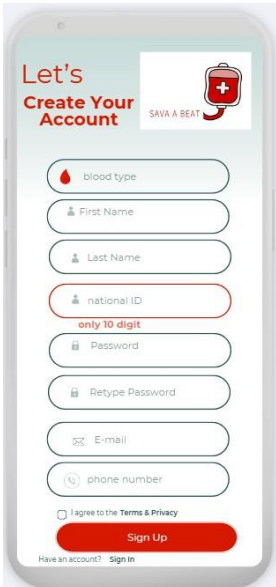 Let's
Create Your
Account
SAVA A BEAT
blood type
First Name
Last Name
national ID
only 10 digit
Password
Retype Password
E-mail
phone number
I agree to the Terms & Privacy
Sign Up
Have an account? Sign In